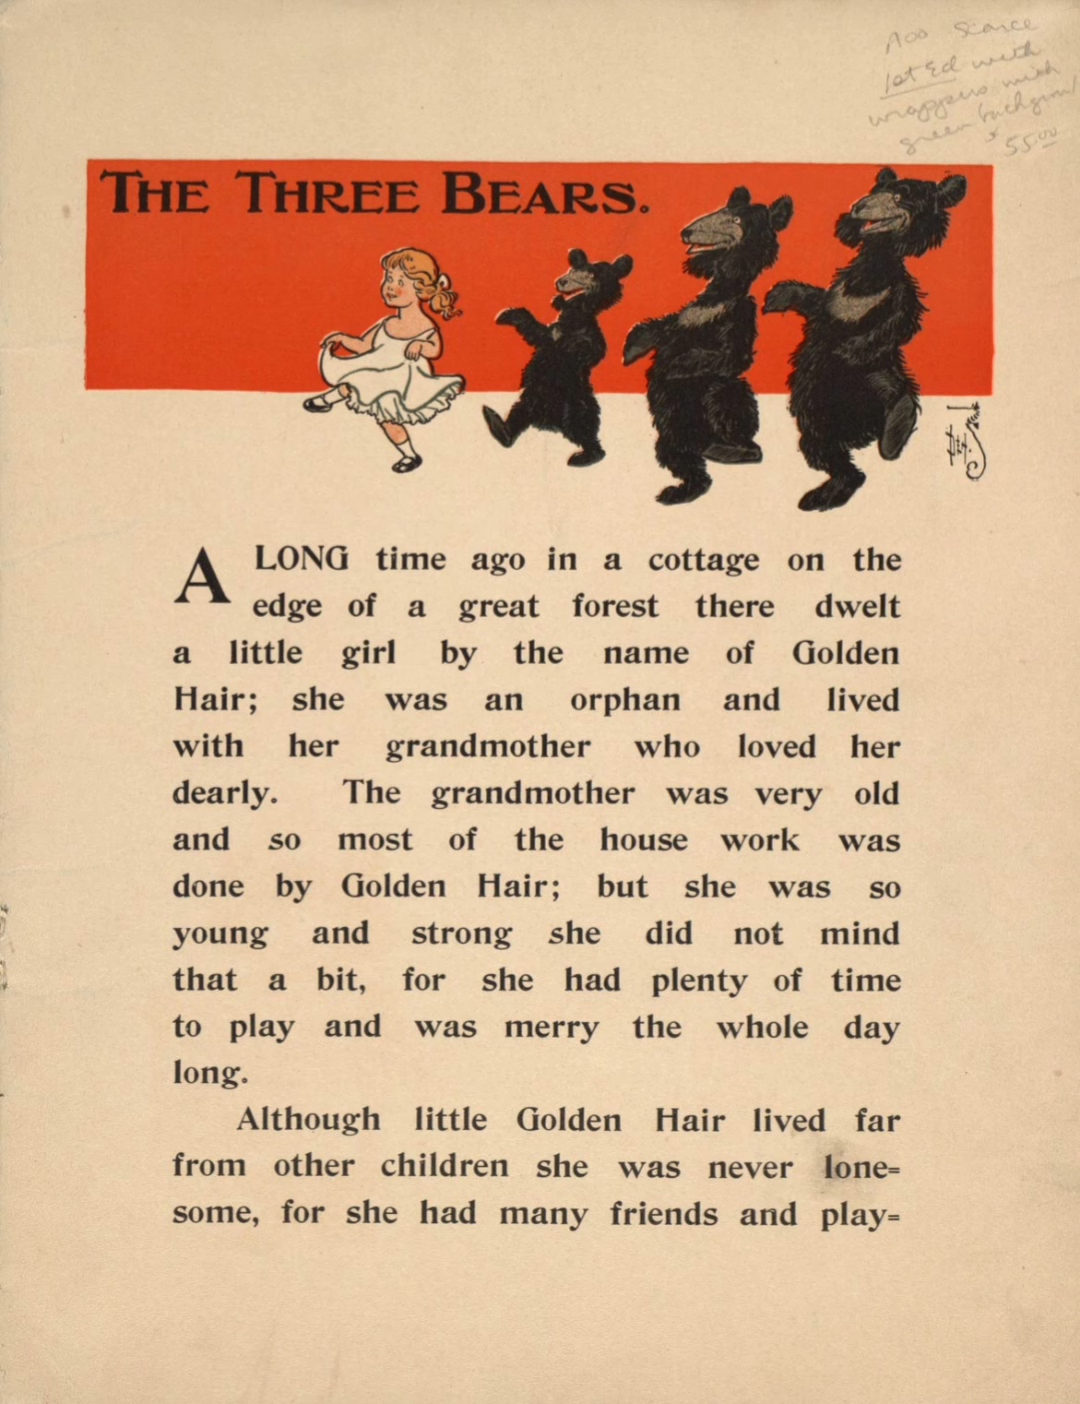 Scarce
1st Ed with
wrappers with
green background
$5500
THE THREE BEARS.
A LONG time ago in a cottage on the
edge of a great forest there dwelt
a little girl by the name of Golden
Hair; she was an orphan and lived
with her grandmother who loved her
dearly. The grandmother was very old
and so most of the house work was
done by Golden Hair; but she was so
young and strong she did not mind
that a bit, for she had plenty of time
to play and was merry the whole day
long.
Although little Golden Hair lived far
from other children she was never lone=
some, for she had many friends and play=